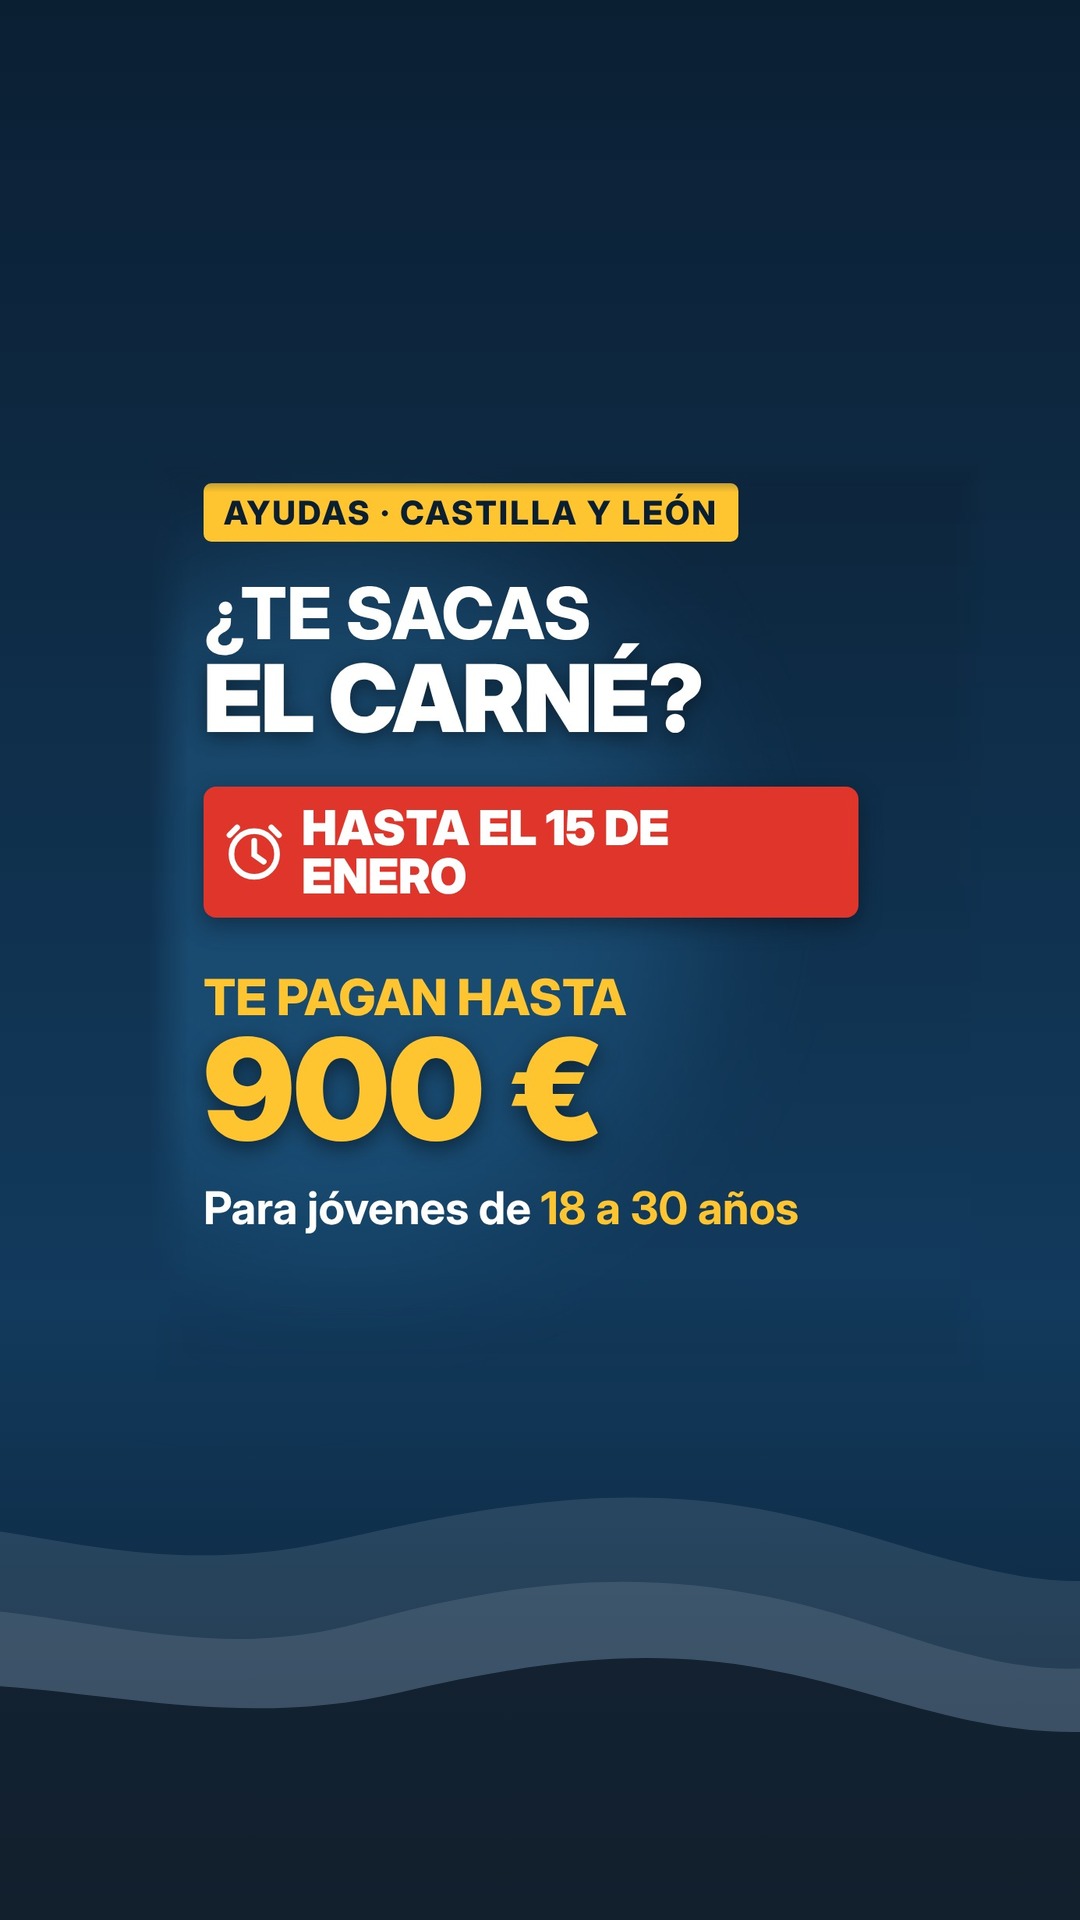 AYUDAS · CASTILLA Y LEÓN
¿TE SACAS
EL CARNÉ?
HASTA EL 15 DE
ENERO
TE PAGAN HASTA
900 €
Para jóvenes de 18 a 30 años